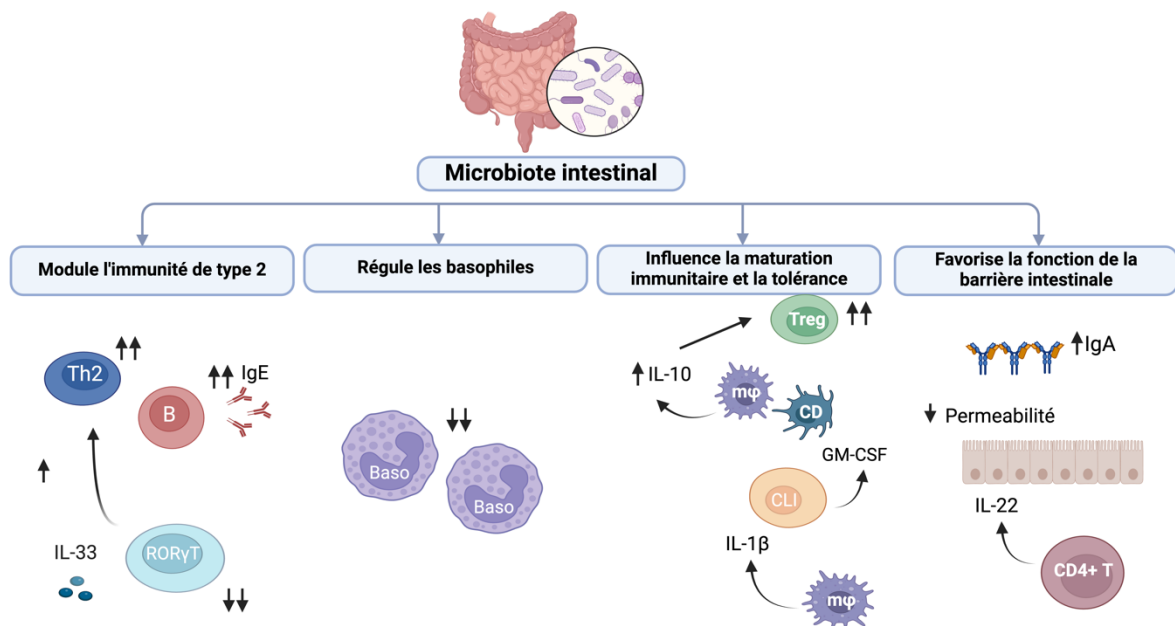 Microbiote intestinal
Module l'immunité de type 2
Régule les basophiles
Influence la maturation
immunitaire et la tolérance
Favorise la fonction de la
barrière intestinale
Th2
B
IgE
IL-33
RORγT
Baso
Baso
Treg
IL-10
mφ
CD
GM-CSF
CLI
IL-1β
mφ
IgA
Permeabilité
IL-22
CD4+ T